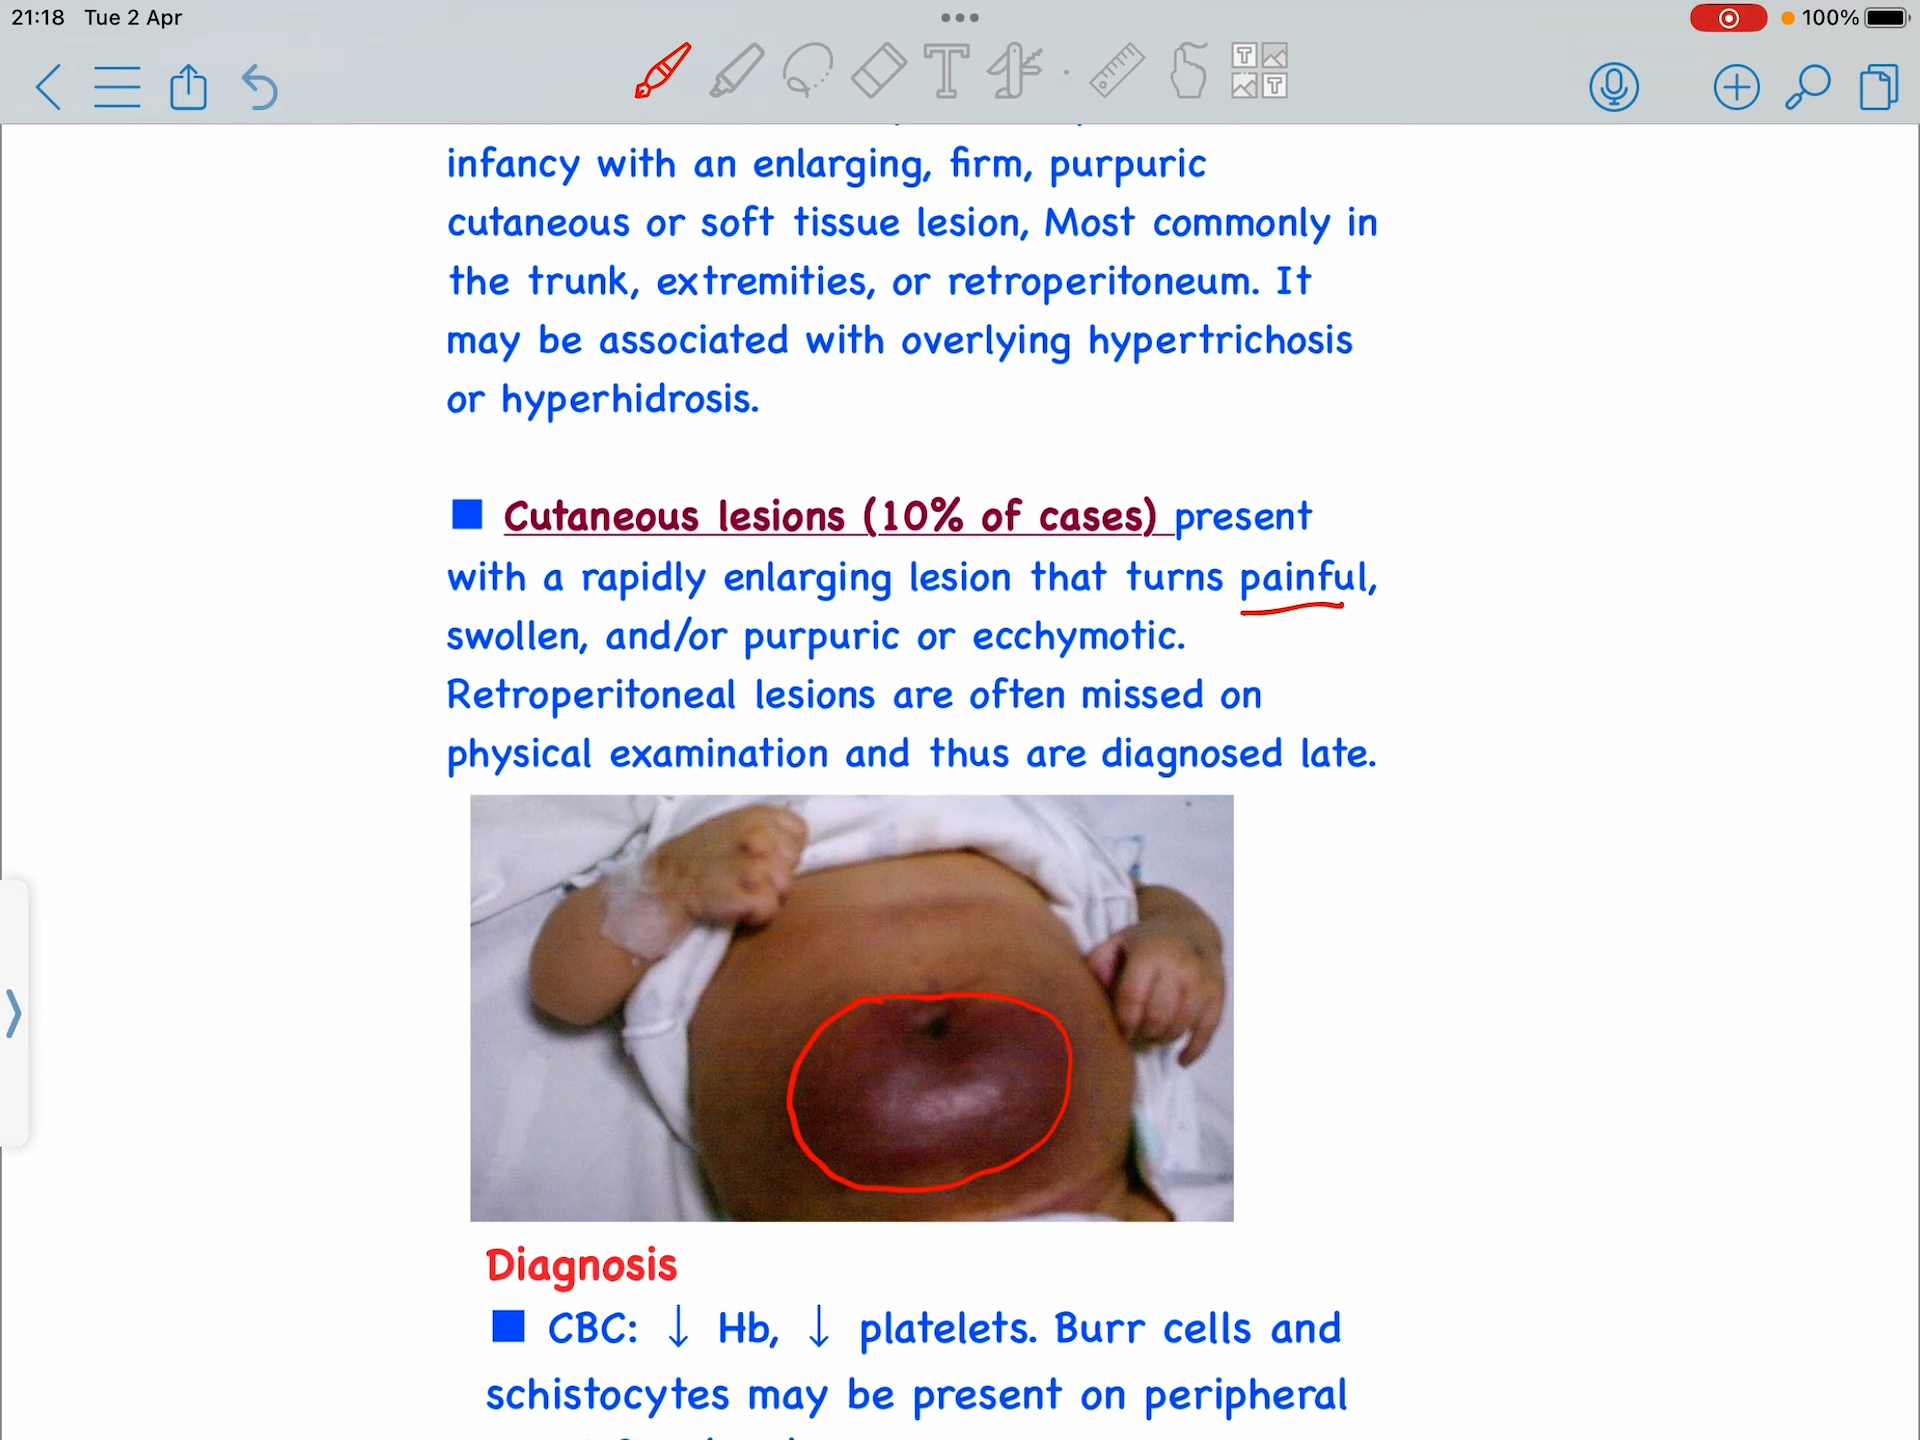 21:18 Tue 2 Apr
100%
infancy with an enlarging, firm, purpuric
cutaneous or soft tissue lesion, Most commonly in
the trunk, extremities, or retroperitoneum. It
may be associated with overlying hypertrichosis
or hyperhidrosis.
Cutaneous lesions (10% of cases) present
with a rapidly enlarging lesion that turns painful,
swollen, and/or purpuric or ecchymotic.
Retroperitoneal lesions are often missed on
physical examination and thus are diagnosed late.
Diagnosis
CBC: ↓ Hb, ↓ platelets. Burr cells and
schistocytes may be present on peripheral